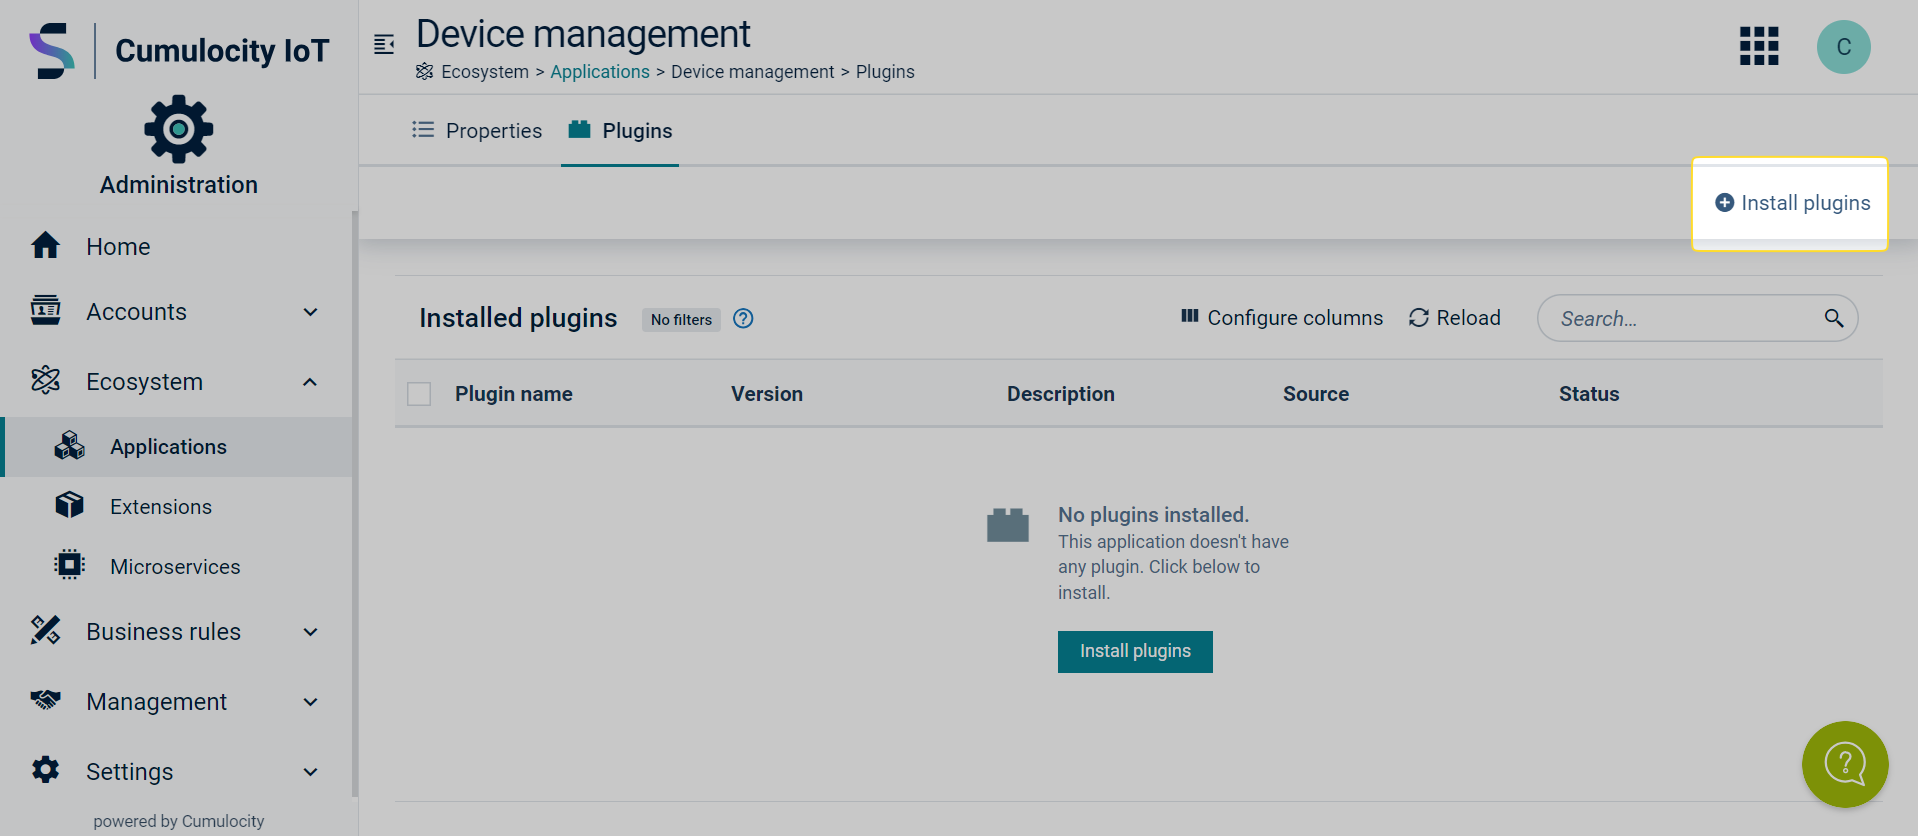 Cumulocity IoT
Administration
Home
Accounts
Ecosystem
Applications
Extensions
Microservices
Business rules
Management
Settings
powered by Cumulocity
Device management
Ecosystem > Applications > Device management > Plugins
C
Properties
Plugins
Install plugins
Installed plugins
No filters
?
Configure columns
Reload
Search...
Plugin name Version Description Source Status
No plugins installed.
This application doesn't have
any plugin. Click below to
install.
Install plugins
?